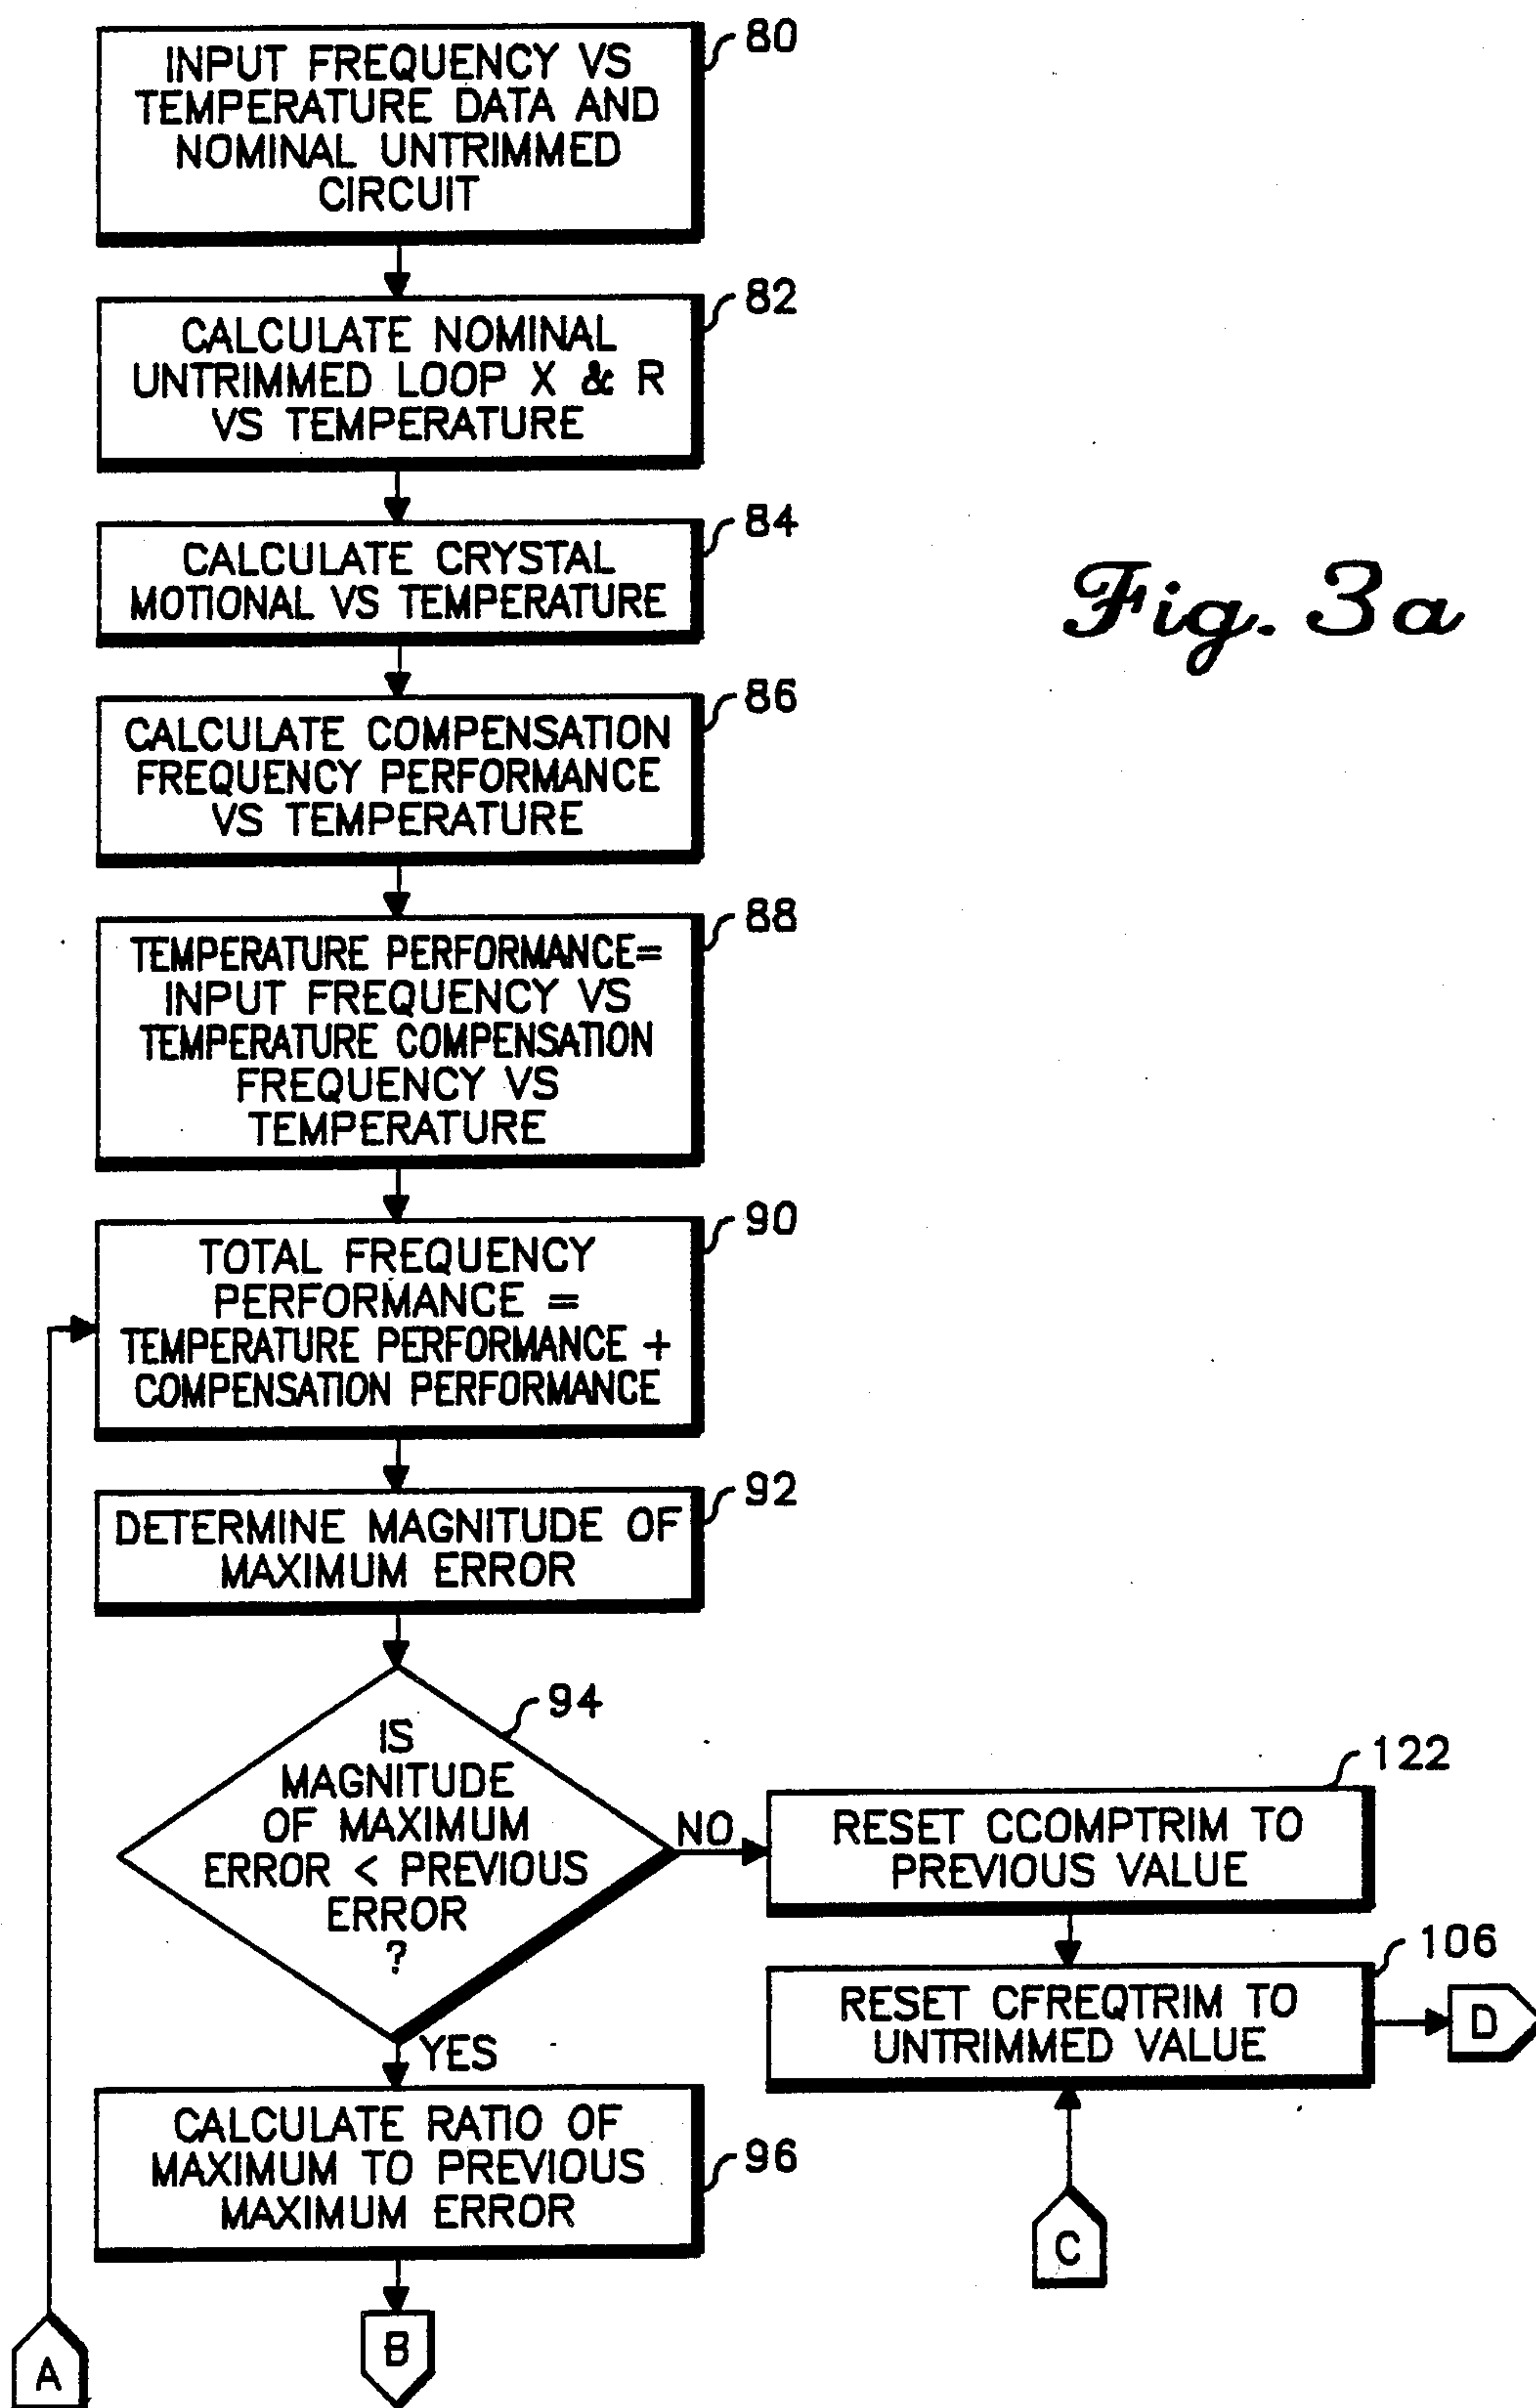 80
INPUT FREQUENCY VS
TEMPERATURE DATA AND
NOMINAL UNTRIMMED
CIRCUIT
82
CALCULATE NOMINAL
UNTRIMMED LOOP X & R
VS TEMPERATURE
84
CALCULATE CRYSTAL
MOTIONAL VS TEMPERATURE
Fig. 3a
86
CALCULATE COMPENSATION
FREQUENCY PERFORMANCE
VS TEMPERATURE
88
TEMPERATURE PERFORMANCE=
INPUT FREQUENCY VS
TEMPERATURE COMPENSATION
FREQUENCY VS
TEMPERATURE
90
TOTAL FREQUENCY
PERFORMANCE =
TEMPERATURE PERFORMANCE +
COMPENSATION PERFORMANCE
92
DETERMINE MAGNITUDE OF
MAXIMUM ERROR
94
IS
MAGNITUDE
OF MAXIMUM
ERROR < PREVIOUS
ERROR
?
NO
122
RESET CCOMPTRIM TO
PREVIOUS VALUE
106
RESET CFREQTRIM TO
UNTRIMMED VALUE
D
YES
96
CALCULATE RATIO OF
MAXIMUM TO PREVIOUS
MAXIMUM ERROR
C
B
A